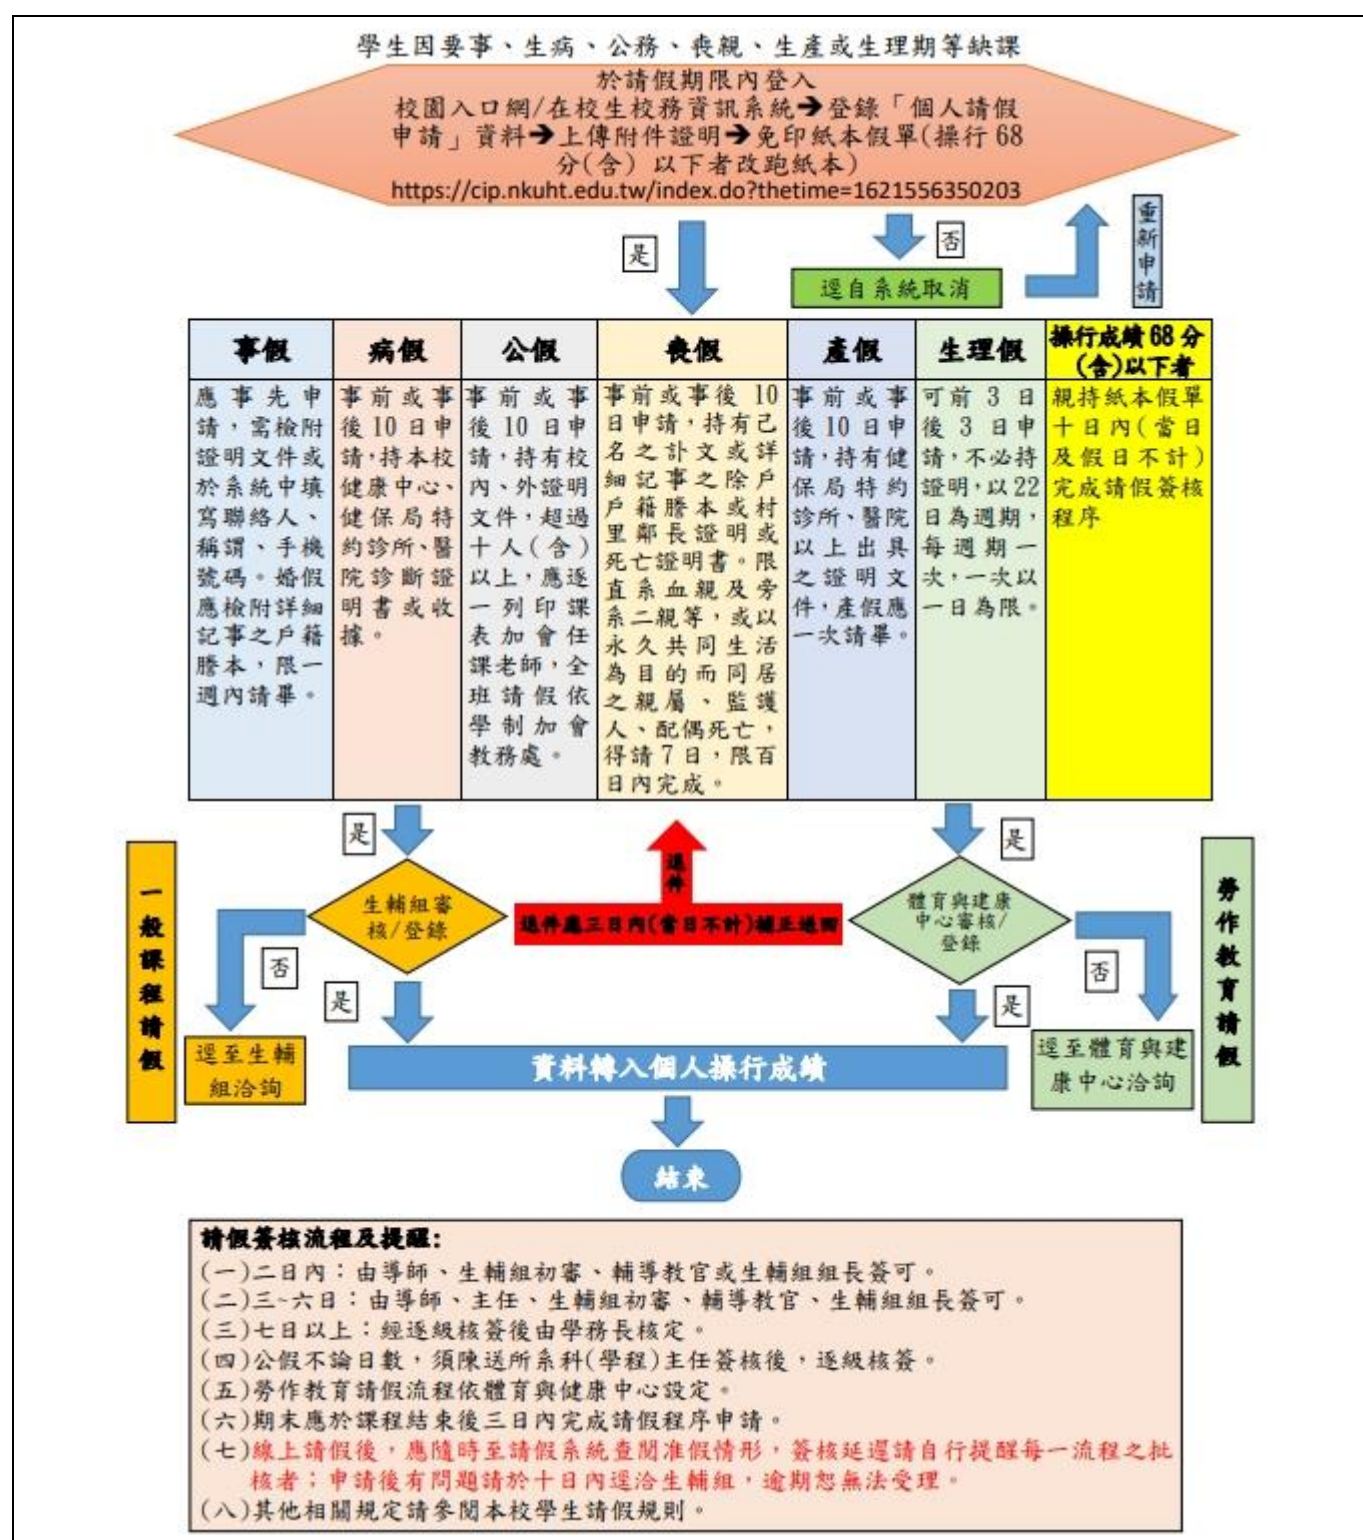 學生因要事、生病、公務、喪親、生產或生理期等缺課
於請假期限內登入
校園入口網/在校生校務資訊系統➔登錄「個人請假
申請」資料➔上傳附件證明➔免印紙本假單(操行 68
分(含) 以下者改跑紙本)
https://cip.nkuht.edu.tw/index.do?thetime=1621556350203
是
否
逕自系統取消
重新申請
事假
應事先申
請，需檢附
證明文件或
於系統中填
寫聯絡人、
稱謂、手機
號碼。婚假
應檢附詳細
記事之戶籍
謄本，限一
週內請畢。
病假
事前或事
後10日申
請，持本校
健康中心、
健保局特
約診所、醫
院診斷證
明書或收
據。
公假
事前或事
後10日申
請，持有校
內、外證明
文件，超過
十人(含)
以上，應逐
一列印課
表加會任
課老師，全
班請假依
學制加會
教務處。
喪假
事前或事後 10
日申請，持有己
名之訃文或詳
細記事之除戶
戶籍謄本或村
里鄰長證明或
死亡證明書。限
直系血親及旁
系二親等，或以
永久共同生活
為目的而同居
之親屬、監護
人、配偶死亡，
得請7日，限百
日內完成。
產假
事前或事
後10日申
請，持有健
保局特約
診所、醫院
以上出具
之證明文
件，產假應
一次請畢。
生理假
可前 3 日
後 3 日申
請，不必持
證明，以22
日為週期，
每週期一
次，一次以
一日為限。
操行成績 68 分
(含)以下者
親持紙本假單
十日內(當日
及假日不計)
完成請假簽核
程序
是
是
一般課程請假
生輔組審
核/登錄
退件
退件應三日內(當日不計)補正送回
體育與建康
中心審核/
登錄
勞作教育請假
否
是
是
否
逕至生輔
組洽詢
資料轉入個人操行成績
逕至體育與建
康中心洽詢
結束
請假簽核流程及提醒:
(一)二日內：由導師、生輔組初審、輔導教官或生輔組組長簽可。
(二)三~六日：由導師、主任、生輔組初審、輔導教官、生輔組組長簽可。
(三)七日以上：經逐級核簽後由學務長核定。
(四)公假不論日數，須陳送所系科(學程)主任簽核後，逐級核簽。
(五)勞作教育請假流程依體育與健康中心設定。
(六)期末應於課程結束後三日內完成請假程序申請。
(七)線上請假後，應隨時至請假系統查閱准假情形，簽核延遲請自行提醒每一流程之批
核者；申請後有問題請於十日內逕洽生輔組，逾期恕無法受理。
(八)其他相關規定請參閱本校學生請假規則。